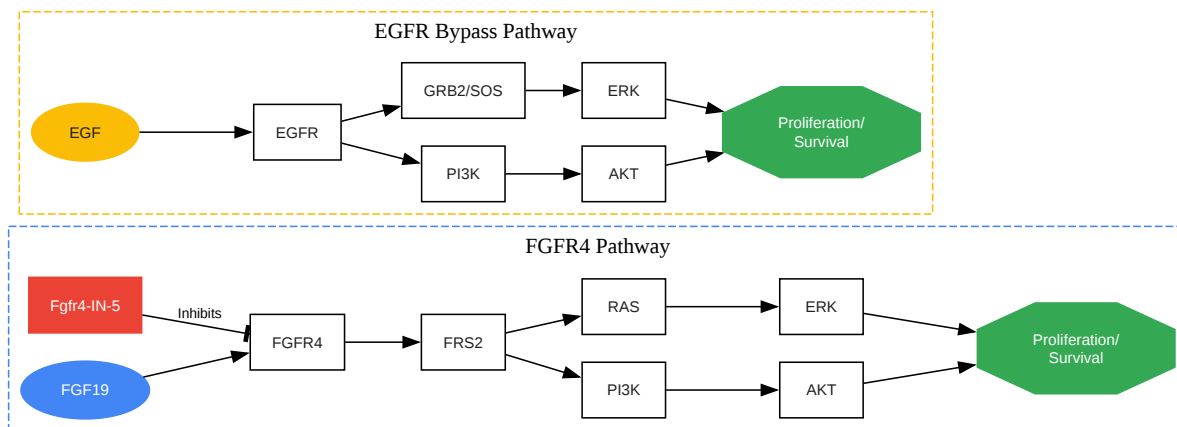 EGFR Bypass Pathway
EGF
EGFR
GRB2/SOS
ERK
PI3K
AKT
Proliferation/
Survival
FGFR4 Pathway
Fgfr4-IN-5
Inhibits
FGF19
FGFR4
FRS2
RAS
ERK
PI3K
AKT
Proliferation/
Survival